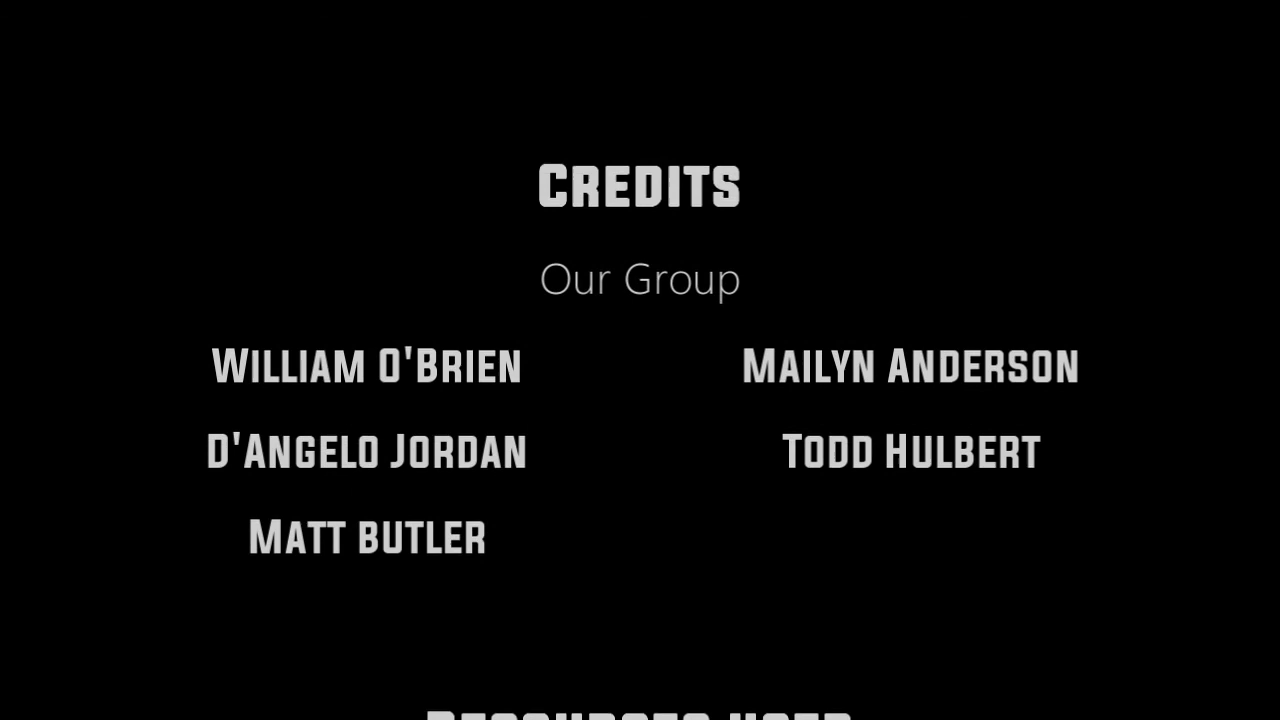 Credits
Our Group
William O'Brien
Mailyn Anderson
D'Angelo Jordan
Todd Hulbert
Matt butler